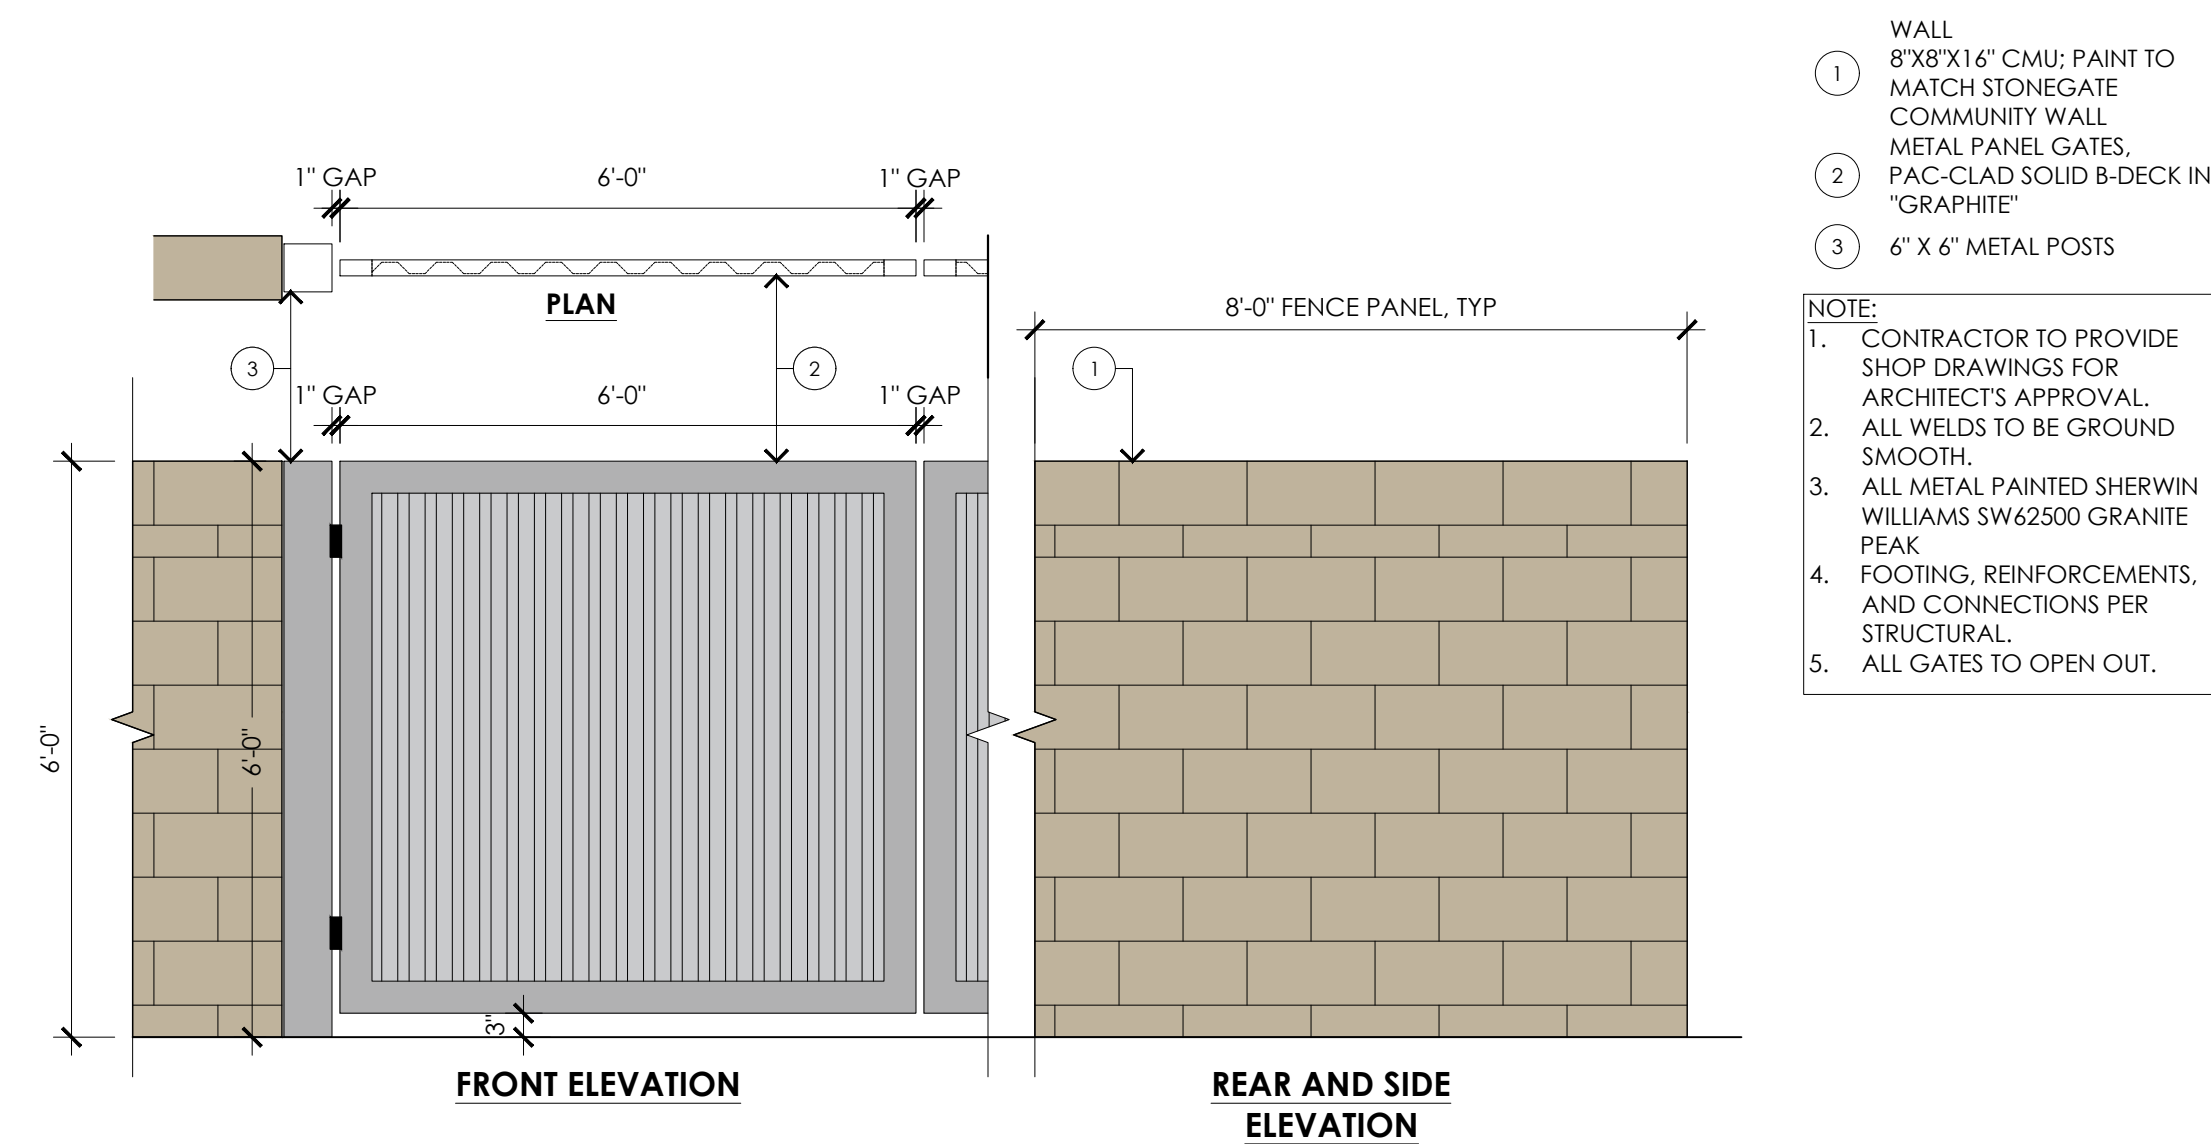 1" GAP
6'-0"
1" GAP
PLAN
3
2
1" GAP
6'-0"
1" GAP
6'-0"
6'-0"
3"
FRONT ELEVATION
8'-0" FENCE PANEL, TYP
1
REAR AND SIDE
ELEVATION
1
WALL
8"X8"X16" CMU; PAINT TO
MATCH STONEGATE
COMMUNITY WALL
2
METAL PANEL GATES,
PAC-CLAD SOLID B-DECK IN
"GRAPHITE"
3
6" X 6" METAL POSTS
NOTE:
1. CONTRACTOR TO PROVIDE
SHOP DRAWINGS FOR
ARCHITECT'S APPROVAL.
2. ALL WELDS TO BE GROUND
SMOOTH.
3. ALL METAL PAINTED SHERWIN
WILLIAMS SW62500 GRANITE
PEAK
4. FOOTING, REINFORCEMENTS,
AND CONNECTIONS PER
STRUCTURAL.
5. ALL GATES TO OPEN OUT.